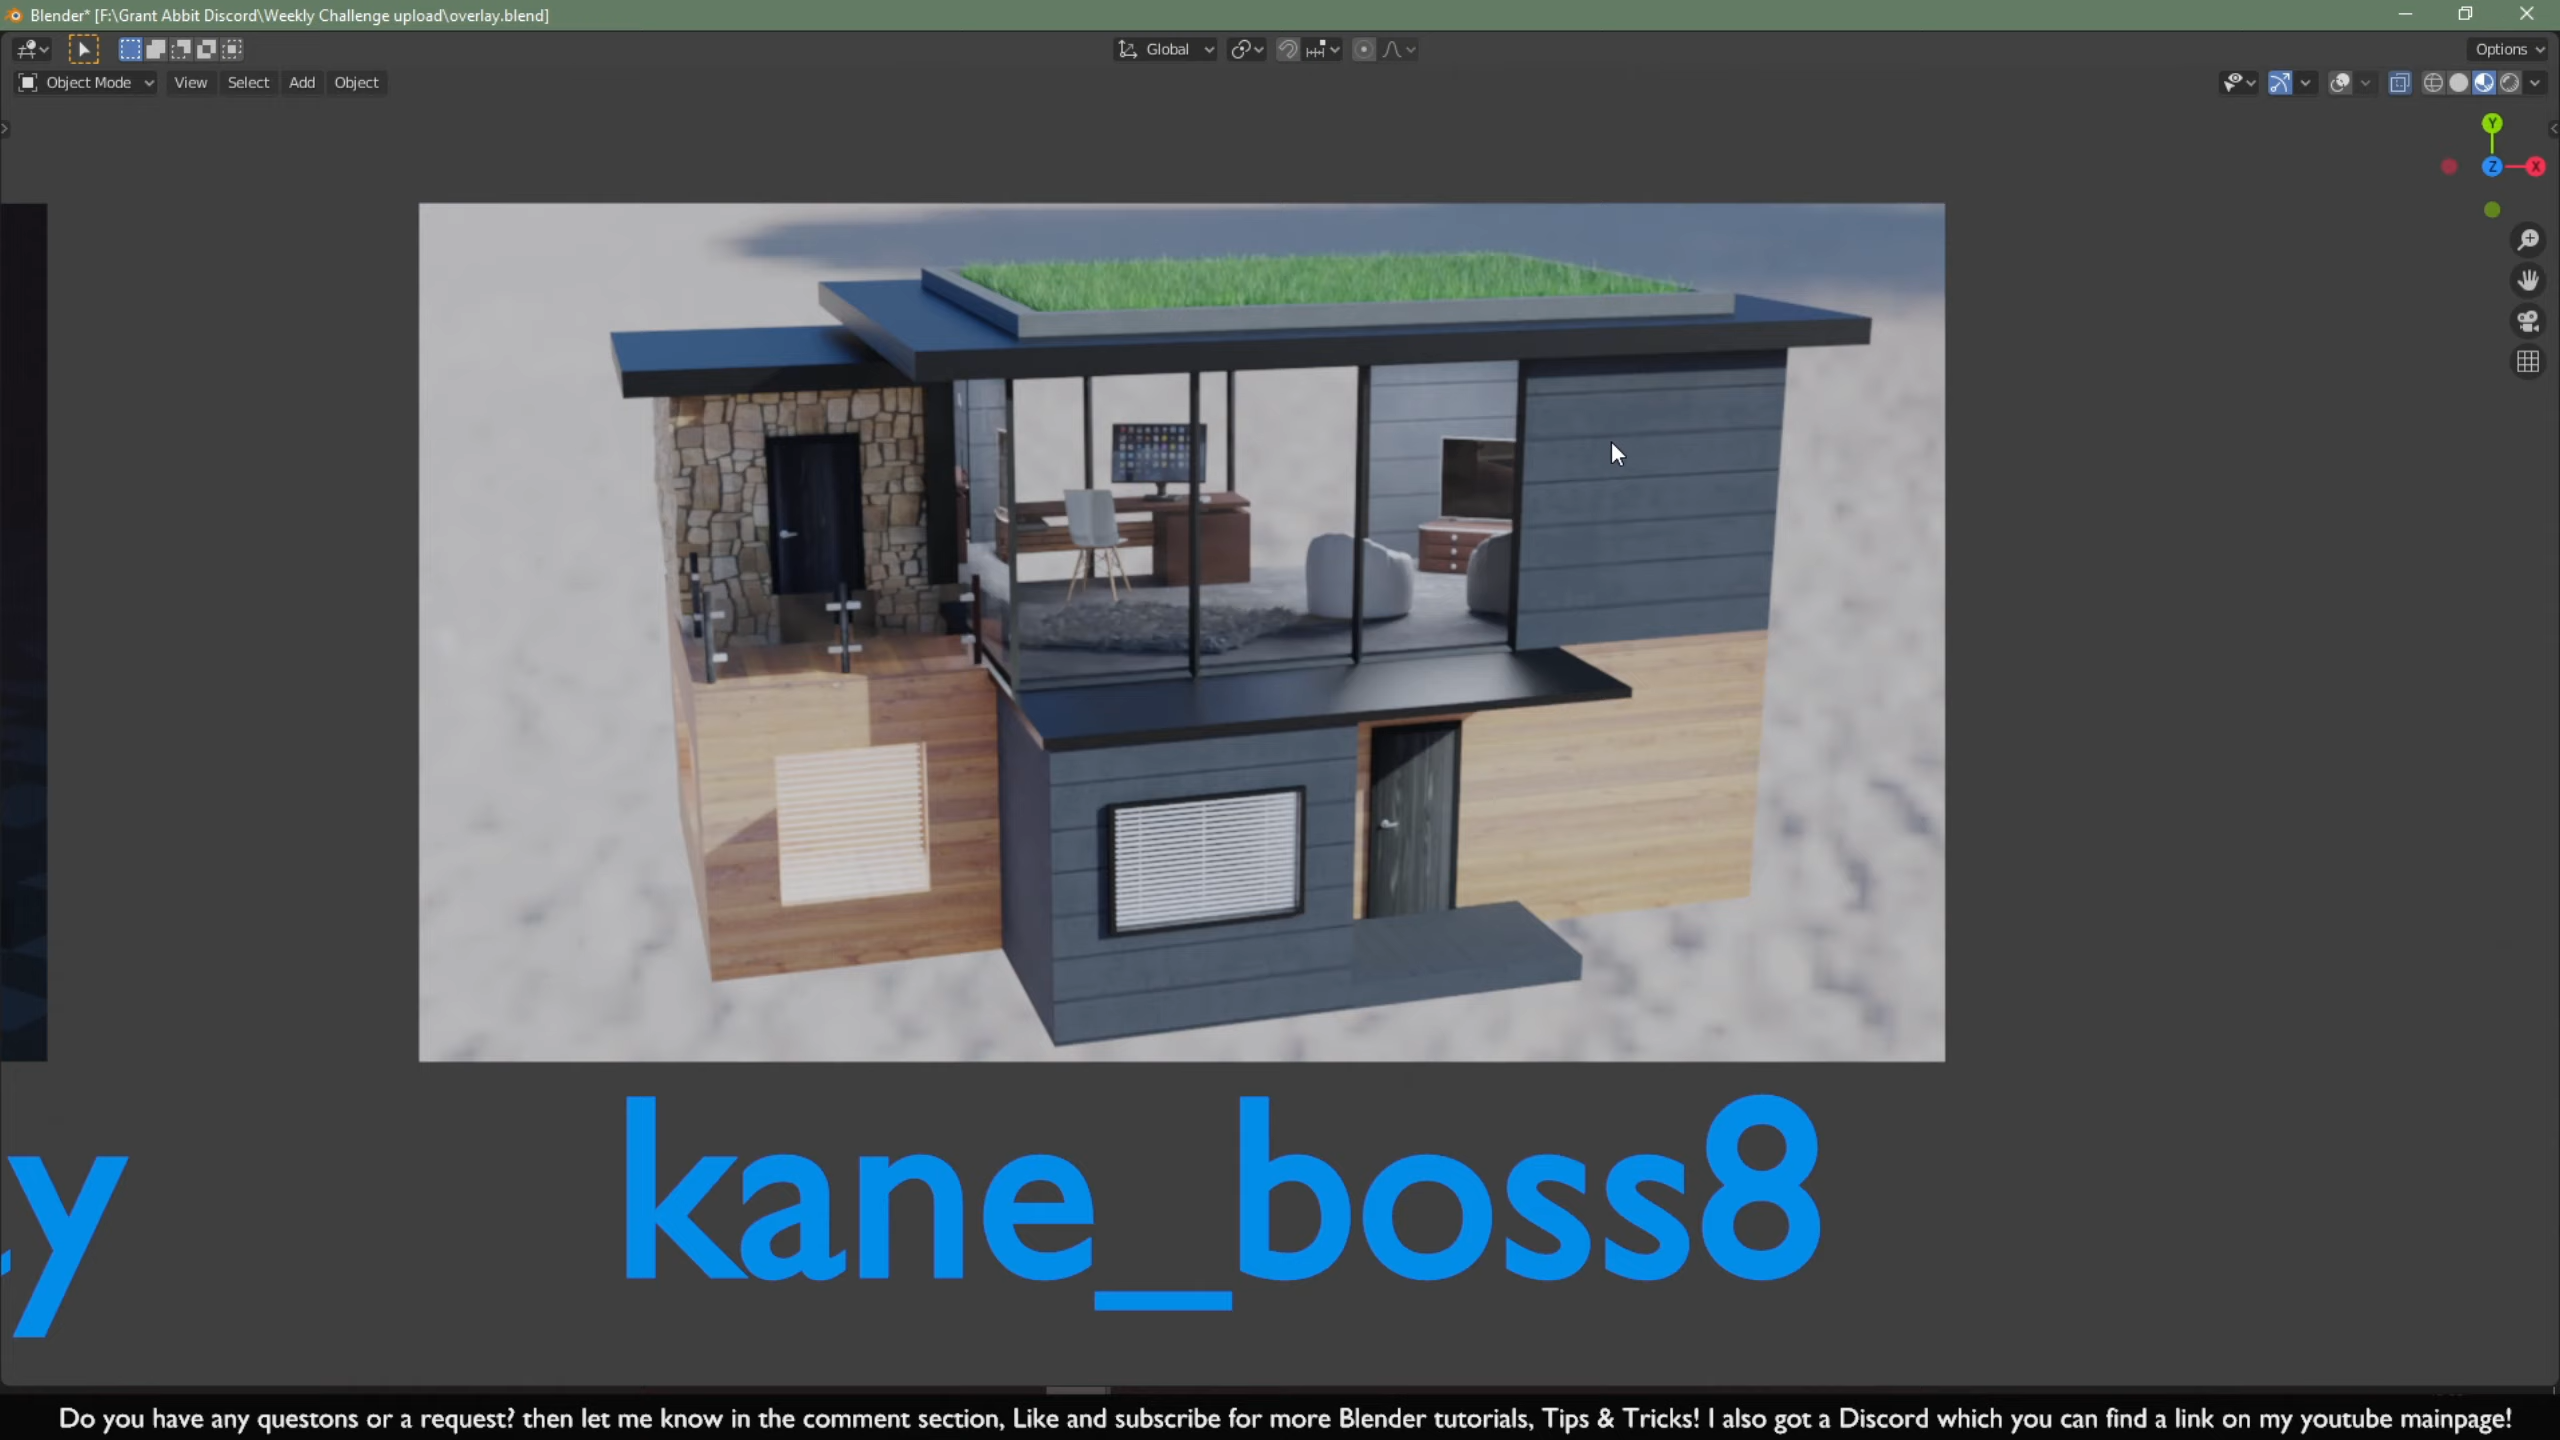 Blender* [F:\Grant Abbit Discord\Weekly Challenge upload\overlay.blend]
Global
Options
Object Mode View Select Add Object
Y
Z X
y kane_boss8
Do you have any questons or a request? then let me know in the comment section, Like and subscribe for more Blender tutorials, Tips & Tricks! I also got a Discord which you can find a link on my youtube mainpage!